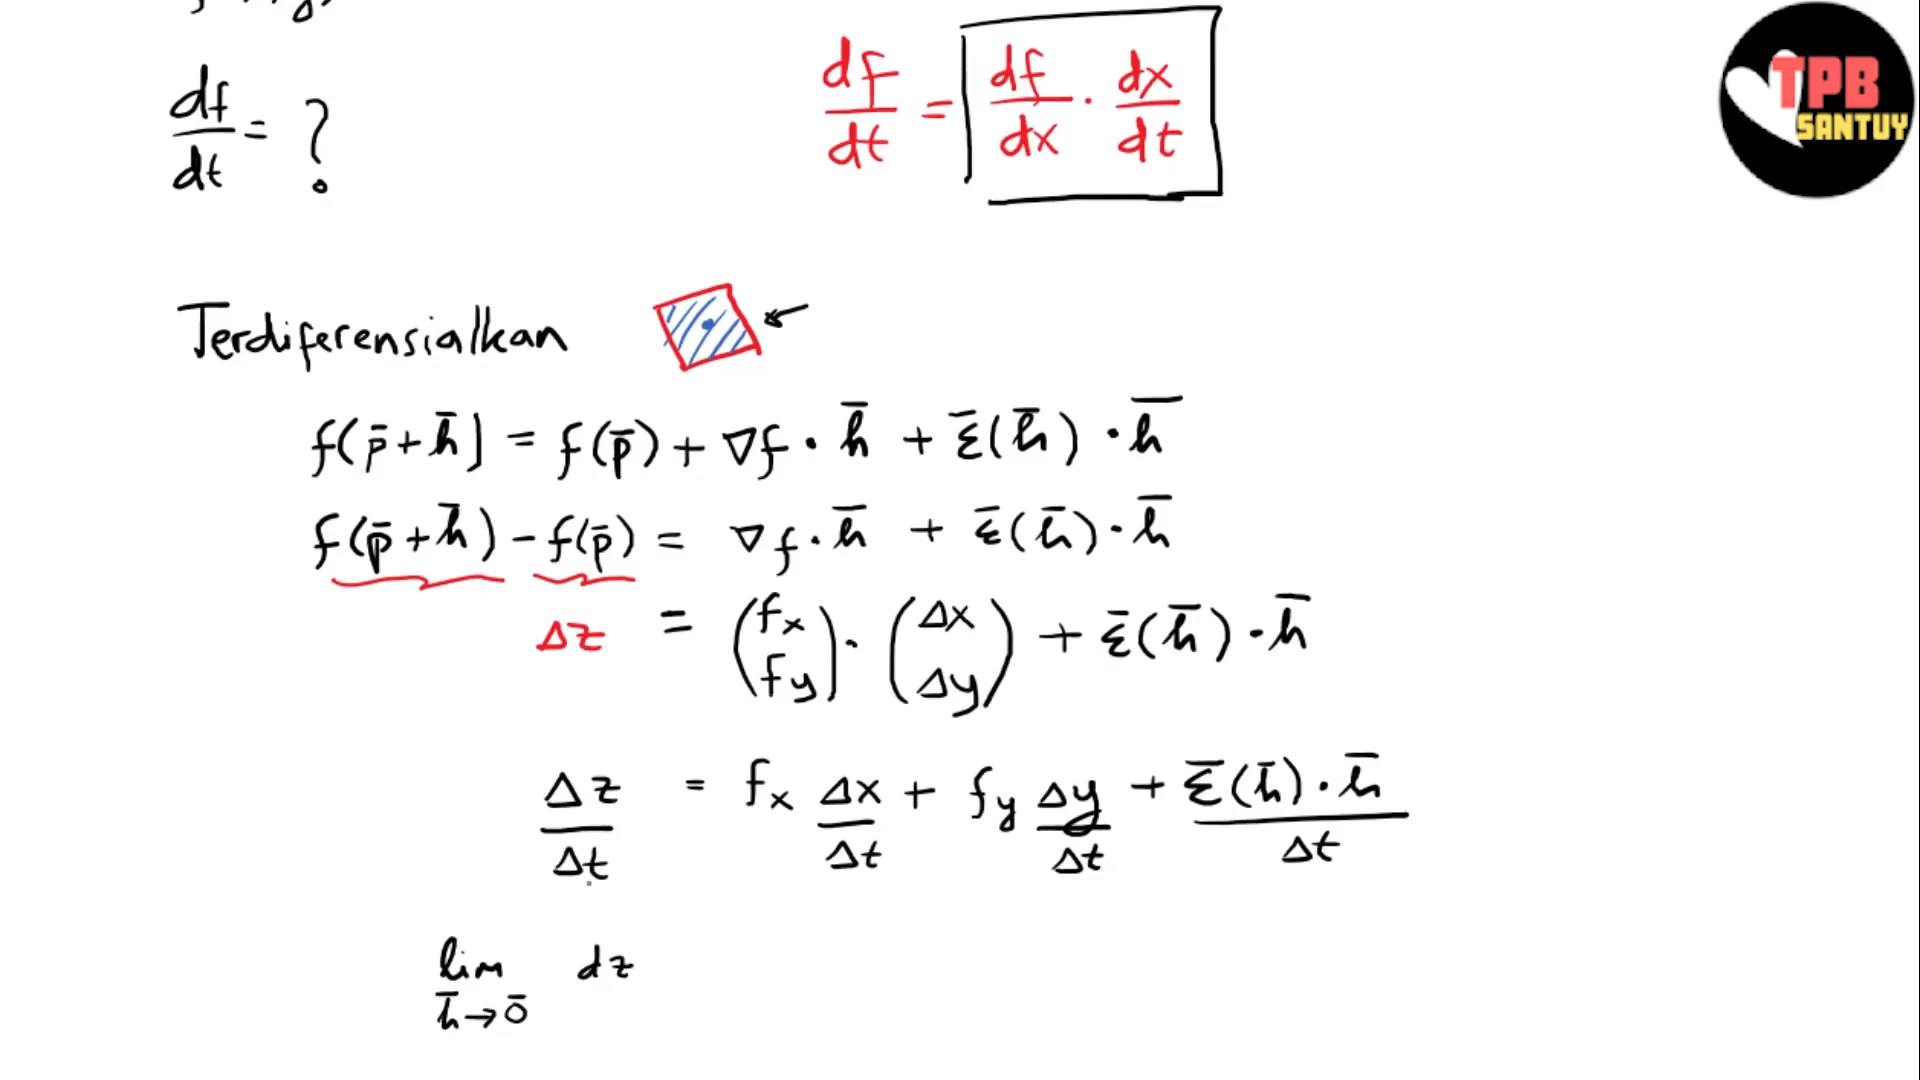 df/dt = ?
df/dt = df/dx · dx/dt
TPB
SANTUY
Terdiferensialkan
f(p̄ + h̄] = f(p̄) + ∇f · h̄ + ε̄(h̄) · h̄
f(p̄ + h̄) − f(p̄) = ∇f · h̄ + ε̄(h̄) · h̄
Δz = (fx fy) · (Δx Δy) + ε̄(h̄) · h̄
Δz/Δt = fx Δx/Δt + fy Δy/Δt + ε̄(h̄) · h̄/Δt
lim h̄→0̄ dz